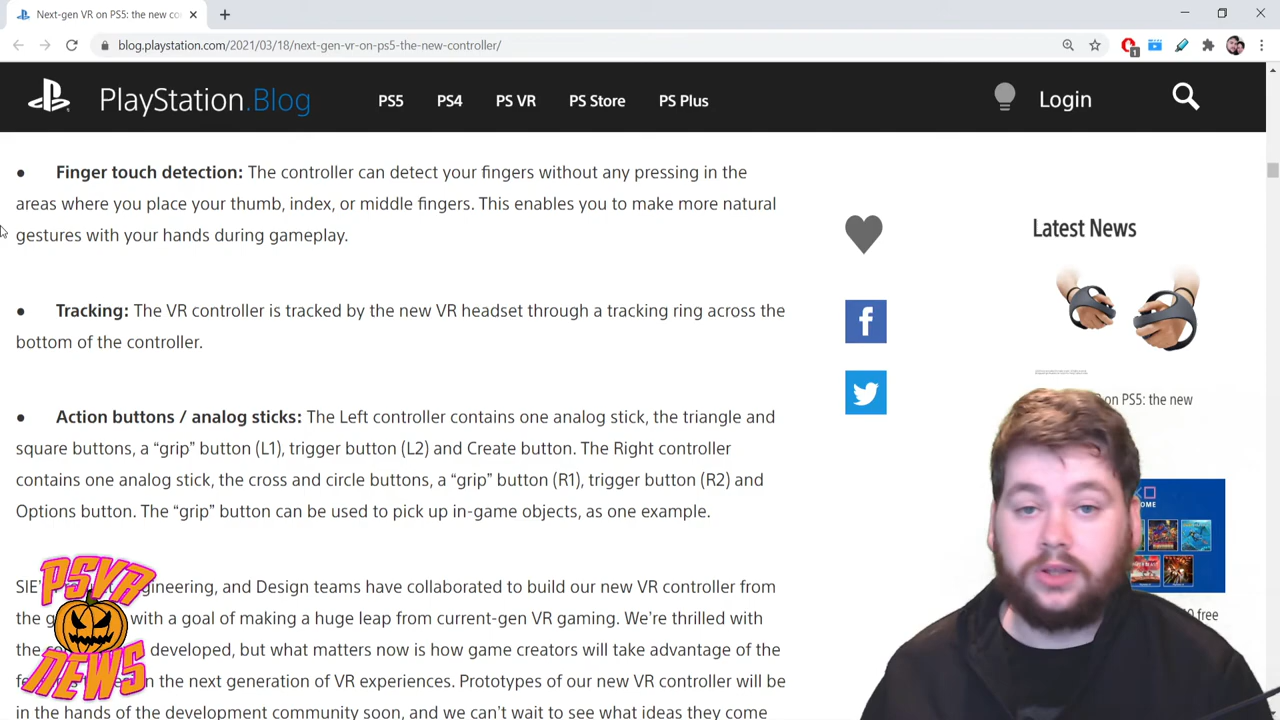 Next-gen VR on PS5: the new co
blog.playstation.com/2021/03/18/next-gen-vr-on-ps5-the-new-controller/
1
PlayStation.Blog
PS5
PS4
PS VR
PS Store
PS Plus
Login
● Finger touch detection: The controller can detect your fingers without any pressing in the
areas where you place your thumb, index, or middle fingers. This enables you to make more natural
gestures with your hands during gameplay.
● Tracking: The VR controller is tracked by the new VR headset through a tracking ring across the
bottom of the controller.
● Action buttons / analog sticks: The Left controller contains one analog stick, the triangle and
square buttons, a “grip” button (L1), trigger button (L2) and Create button. The Right controller
contains one analog stick, the cross and circle buttons, a “grip” button (R1), trigger button (R2) and
Options button. The “grip” button can be used to pick up in-game objects, as one example.
SIE’ ngineering, and Design teams have collaborated to build our new VR controller from
the g with a goal of making a huge leap from current-gen VR gaming. We’re thrilled with
the developed, but what matters now is how game creators will take advantage of the
fe n the next generation of VR experiences. Prototypes of our new VR controller will be
in the hands of the development community soon, and we can’t wait to see what ideas they come
Latest News
on PS5: the new
OME
0 free
PSVR
NEWS